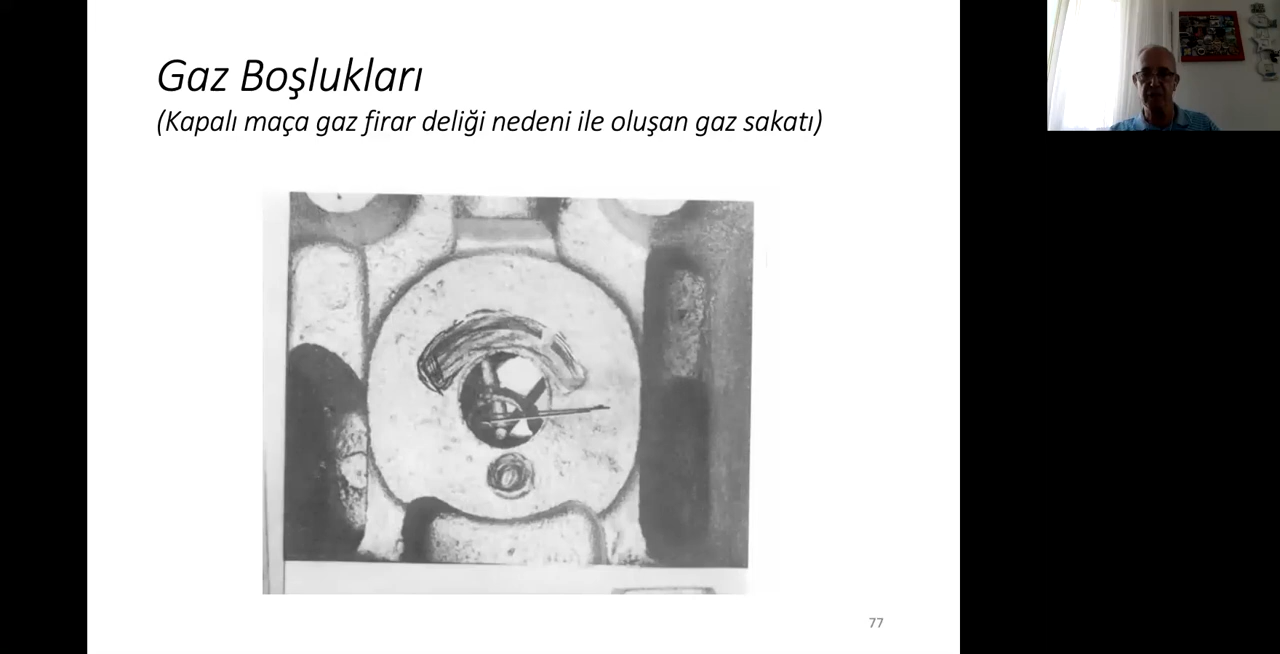 Gaz Boşlukları
(Kapalı maça gaz firar deliği nedeni ile oluşan gaz sakatı)
77